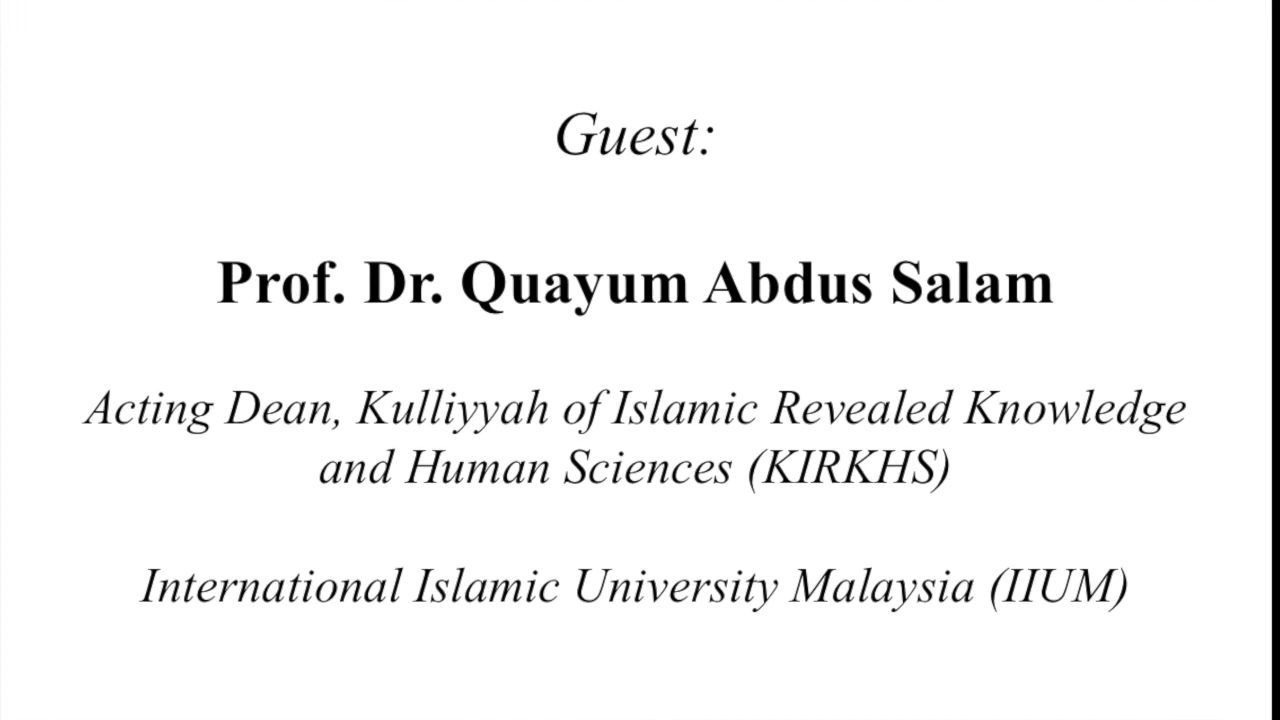 Guest:
Prof. Dr. Quayum Abdus Salam
Acting Dean, Kulliyyah of Islamic Revealed Knowledge
and Human Sciences (KIRKHS)
International Islamic University Malaysia (IIUM)